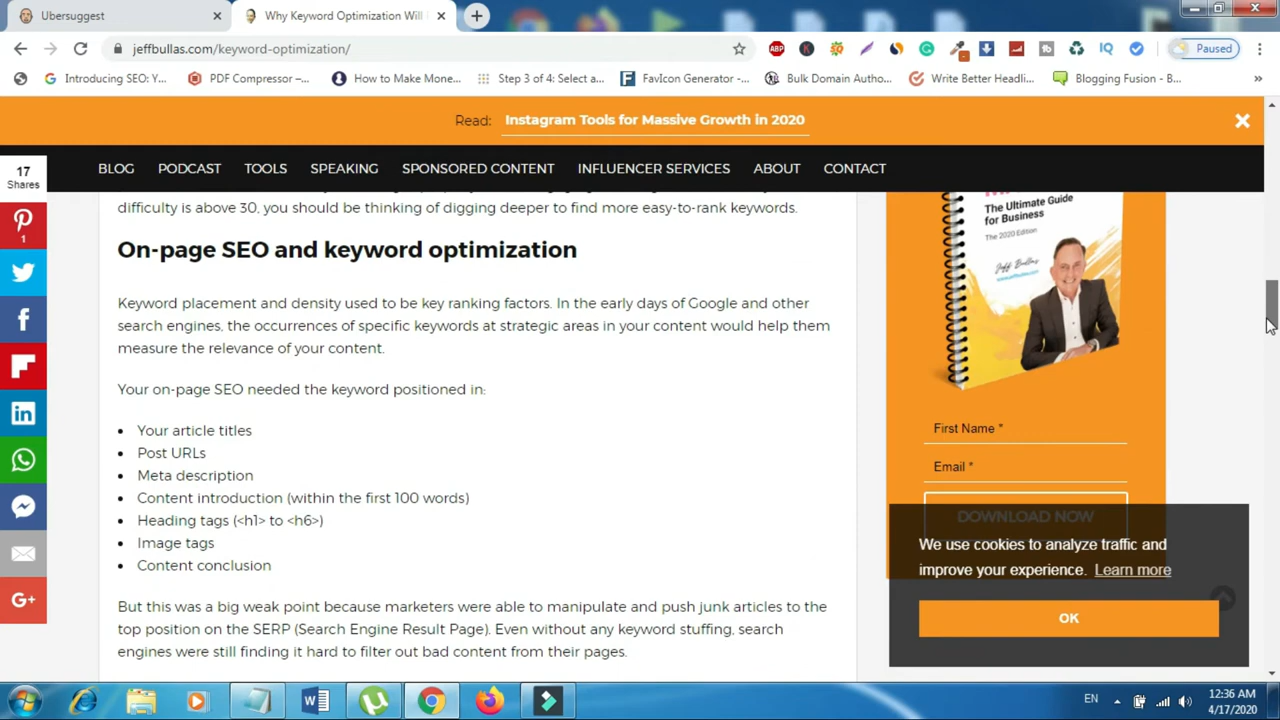 Ubersuggest
Why Keyword Optimization Will
jeffbullas.com/keyword-optimization/
ABP
Paused
Introducing SEO: Y...
PDF Compressor –...
How to Make Mone...
Step 3 of 4: Select a...
FavIcon Generator -...
Bulk Domain Autho...
Write Better Headli...
Blogging Fusion - B...
Read: Instagram Tools for Massive Growth in 2020
BLOG PODCAST TOOLS SPEAKING SPONSORED CONTENT INFLUENCER SERVICES ABOUT CONTACT
17
Shares
1
difficulty is above 30, you should be thinking of digging deeper to find more easy-to-rank keywords.
On-page SEO and keyword optimization
Keyword placement and density used to be key ranking factors. In the early days of Google and other
search engines, the occurrences of specific keywords at strategic areas in your content would help them
measure the relevance of your content.
Your on-page SEO needed the keyword positioned in:
• Your article titles
• Post URLs
• Meta description
• Content introduction (within the first 100 words)
• Heading tags (<h1> to <h6>)
• Image tags
• Content conclusion
But this was a big weak point because marketers were able to manipulate and push junk articles to the
top position on the SERP (Search Engine Result Page). Even without any keyword stuffing, search
engines were still finding it hard to filter out bad content from their pages.
The Ultimate Guide
for Business
The 2020 Edition
Jeff Bullas
First Name *
Email *
DOWNLOAD NOW
We use cookies to analyze traffic and
improve your experience. Learn more
OK
EN
12:36 AM
4/17/2020